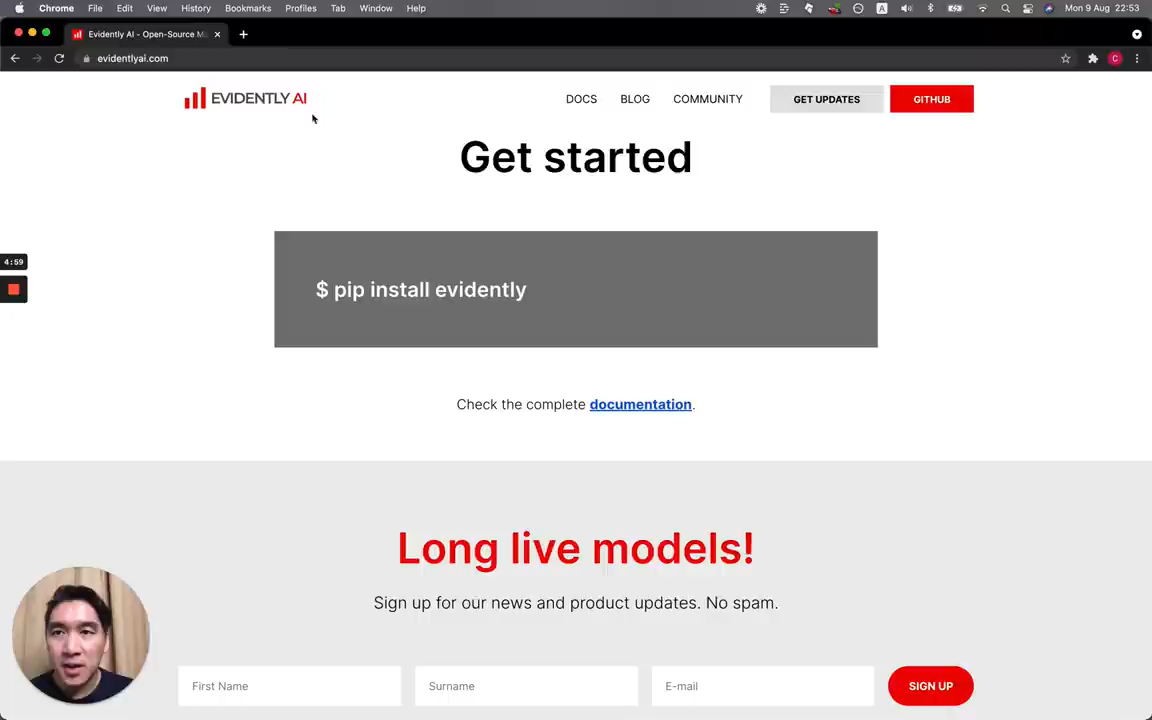 Chrome File Edit View History Bookmarks Profiles Tab Window Help A Mon 9 Aug 22:53
Evidently AI - Open-Source M
evidentlyai.com C
EVIDENTLY AI DOCS BLOG COMMUNITY GET UPDATES GITHUB
Get started
4:59
$ pip install evidently
Check the complete documentation.
Long live models!
Sign up for our news and product updates. No spam.
First Name Surname E-mail SIGN UP